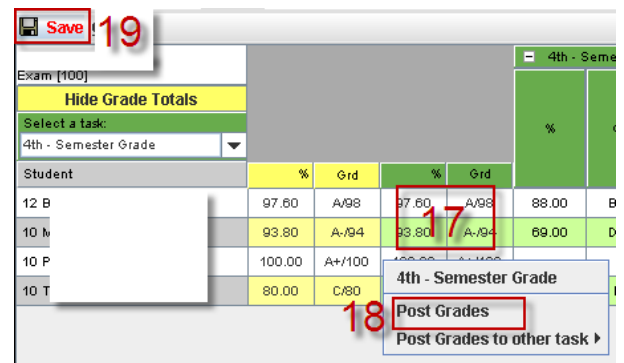 Save 19
4th - Seme
Exam [100]
Hide Grade Totals
Select a task:
4th - Semester Grade
%
Student % Grd % Grd
12 B 97.60 A/98 97.60 A/98 88.00 B
10 M 93.80 A-/94 93.80 A-/94 69.00 D
17
10 P 100.00 A+/100
10 T 80.00 C/80
4th - Semester Grade
18 Post Grades
Post Grades to other task